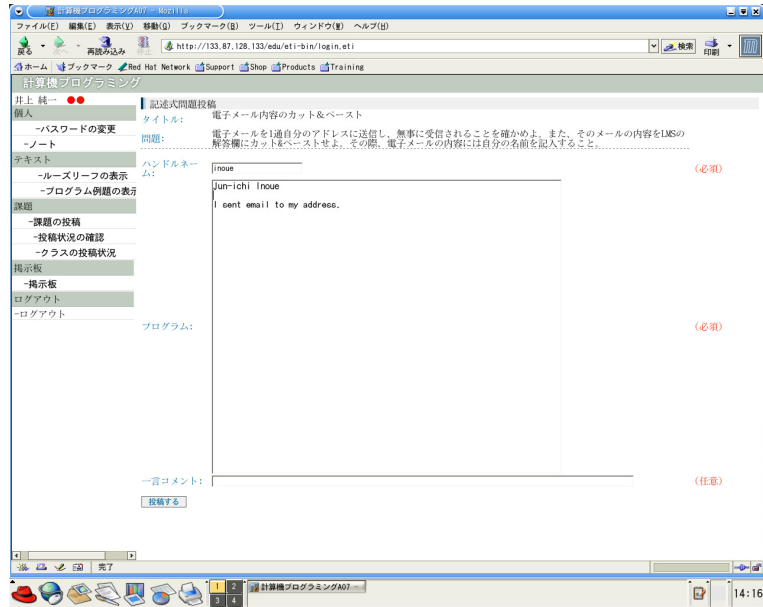 計算機プログラミングA07 - Mozilla
ファイル(F) 編集(E) 表示(V) 移動(G) ブックマーク(B) ツール(T) ウィンドウ(W) ヘルプ(H)
戻る 進む 再読み込み 中止 http://133.87.128.133/edu/eti-bin/login.eti 検索 印刷
ホーム ブックマーク Red Hat Network Support Shop Products Training
計算機プログラミング
井上 純一
個人
-パスワードの変更
-ノート
テキスト
-ルーズリーフの表示
-プログラム例題の表示
課題
-課題の投稿
-投稿状況の確認
-クラスの投稿状況
掲示板
-掲示板
ログアウト
-ログアウト
記述式問題投稿
タイトル: 電子メール内容のカット&ペースト
問題: 電子メールを1通自分のアドレスに送信し、無事に受信されることを確かめよ。また、そのメールの内容をLMSの
解答欄にカット&ペーストせよ。その際、電子メールの内容には自分の名前を記入すること。
ハンドルネーム: inoue (必須)
プログラム: (必須)
Jun-ichi Inoue
I sent email to my address.
一言コメント: (任意)
投稿する
完了
1 2
3 4
計算機プログラミングA07 -
14:16